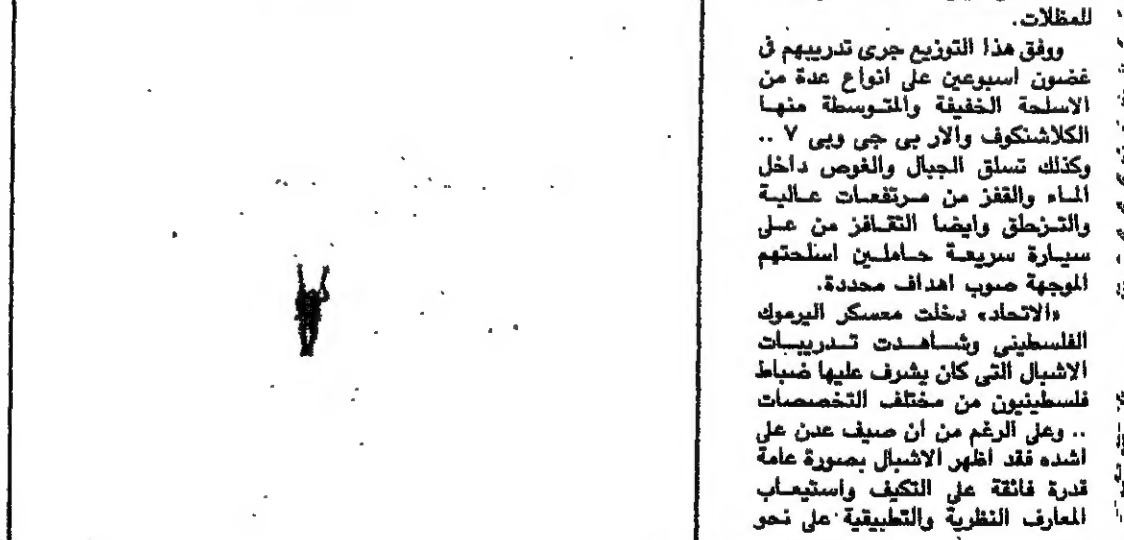 للمظلات.
ووفق هذا التوزيع جرى تدريبهم في
غضون اسبوعين على انواع عدة من
الاسلحة الخفيفة والمتوسطة منها
الكلاشنكوف والار بي جي وبي ٧ ..
وكذلك تسلق الجبال والغوص داخل
الماء والقفز من مرتفعات عالية
والتزحلق وايضا التقافز من على
سيارة سريعة حاملين اسلحتهم
الموجهة صوب اهداف محددة.
«الاتحاد» دخلت معسكر اليرموك
الفلسطيني وشاهدت تدريبات
الاشبال التي كان يشرف عليها ضباط
فلسطينيون من مختلف التخصصات
.. وعلى الرغم من ان صيف عدن على
اشده فقد اظهر الاشبال بصورة عامة
قدرة فائقة على التكيف واستيعاب
المعارف النظرية والتطبيقية على نحو